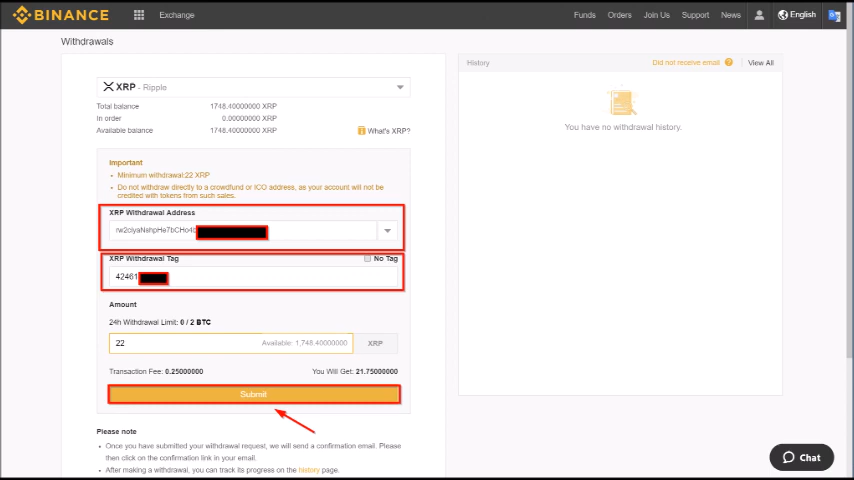 BINANCE
Exchange
Funds Orders Join Us Support News English
Withdrawals
XRP - Ripple
Total balance 1748.40000000 XRP
In order 0.00000000 XRP
Available balance 1748.40000000 XRP
What's XRP?
Important
• Minimum withdrawal:22 XRP
• Do not withdraw directly to a crowdfund or ICO address, as your account will not be
credited with tokens from such sales.
XRP Withdrawal Address
XRP Withdrawal Tag No Tag
42461
Amount
24h Withdrawal Limit: 0 / 2 BTC
22 Available: 1,748.40000000 XRP
Transaction Fee: 0.25000000 You Will Get: 21.75000000
Submit
Please note
• Once you have submitted your withdrawal request, we will send a confirmation email. Please
then click on the confirmation link in your email.
• After making a withdrawal, you can track its progress on the history page.
History Did not receive email ? View All
You have no withdrawal history.
Chat